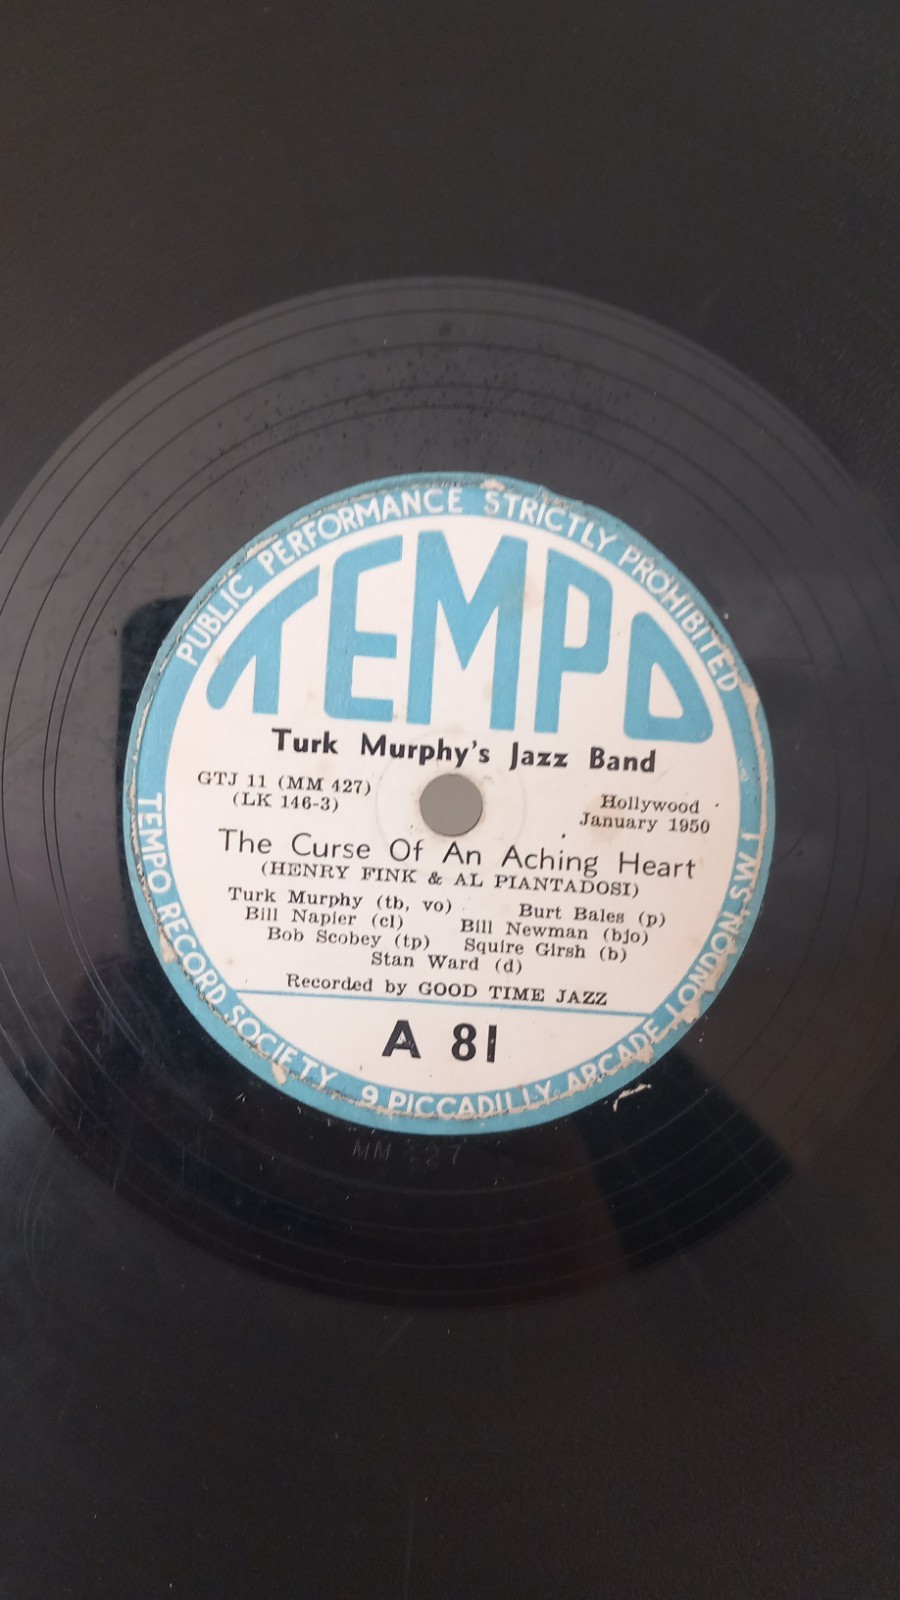 PUBLIC PERFORMANCE STRICTLY PROHIBITED
TEMPO
Turk Murphy's Jazz Band
GTJ 11 (MM 427)
(LK 146-3)
Hollywood
January 1950
The Curse Of An Aching Heart
(HENRY FINK & AL PIANTADOSI)
Turk Murphy (tb, vo) Burt Bales (p)
Bill Napier (cl) Bill Newman (bjo)
Bob Scobey (tp) Squire Girsh (b)
Stan Ward (d)
Recorded by GOOD TIME JAZZ
A 81
TEMPO RECORD SOCIETY 9 PICCADILLY ARCADE LONDON, S.W.1
MM 427